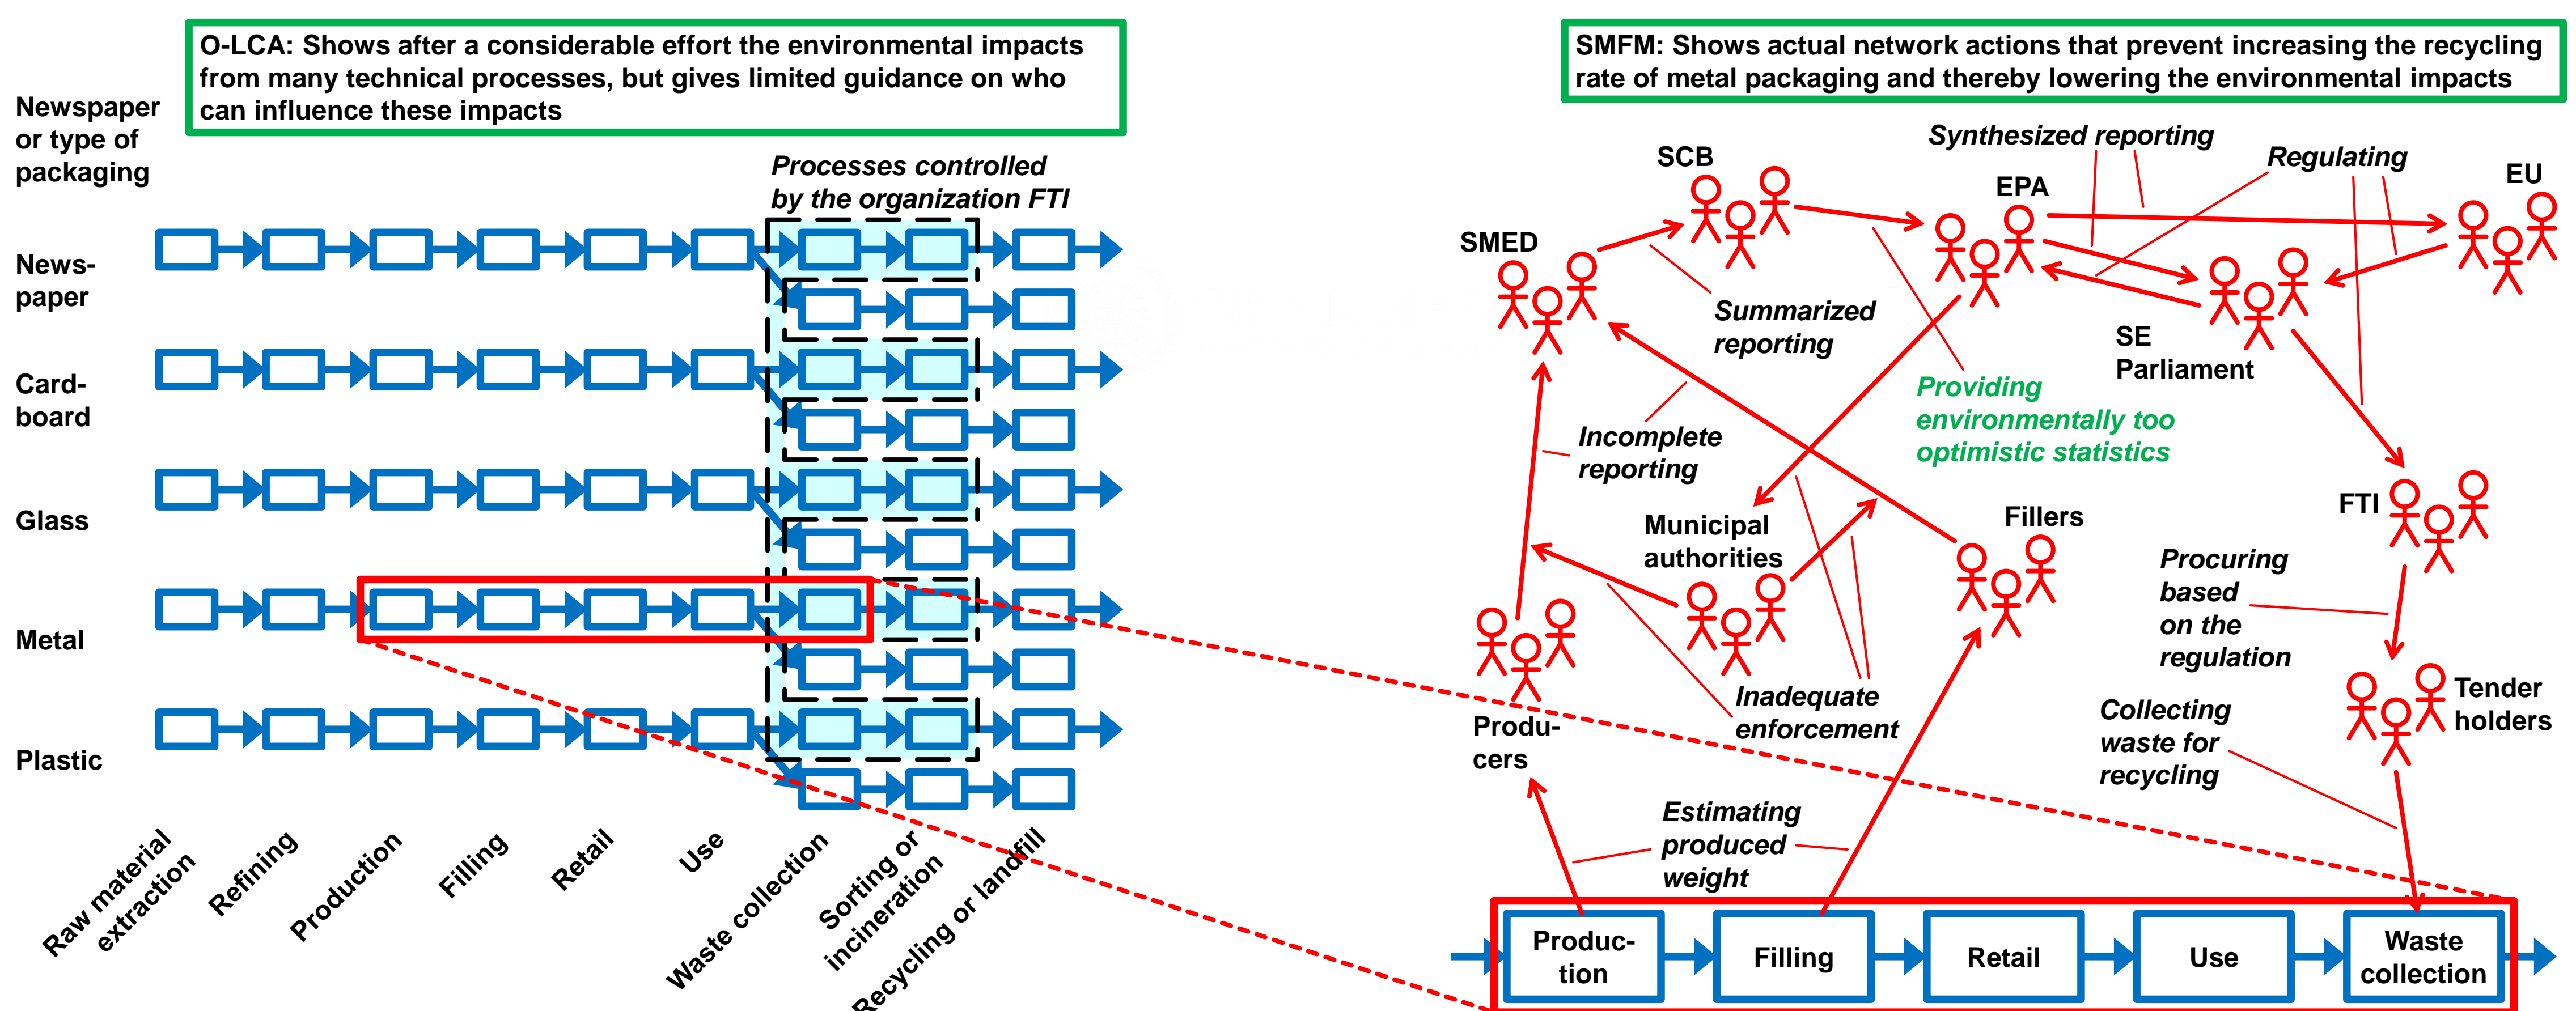 O-LCA: Shows after a considerable effort the environmental impacts
from many technical processes, but gives limited guidance on who
can influence these impacts
SMFM: Shows actual network actions that prevent increasing the recycling
rate of metal packaging and thereby lowering the environmental impacts
Newspaper
or type of
packaging
Processes controlled
by the organization FTI
News-
paper
Card-
board
Glass
Metal
Plastic
Raw material
extraction
Refining
Production
Filling
Retail
Use
Waste collection
Sorting or
incineration
Recycling or landfill
SCB
Synthesized reporting
Regulating
EPA
EU
SMED
Summarized
reporting
SE
Parliament
Providing
environmentally too
optimistic statistics
Incomplete
reporting
Municipal
authorities
Fillers
FTI
Procuring
based
on the
regulation
Inadequate
enforcement
Produ-
cers
Tender
holders
Collecting
waste for
recycling
Estimating
produced
weight
Produc-
tion
Filling
Retail
Use
Waste
collection